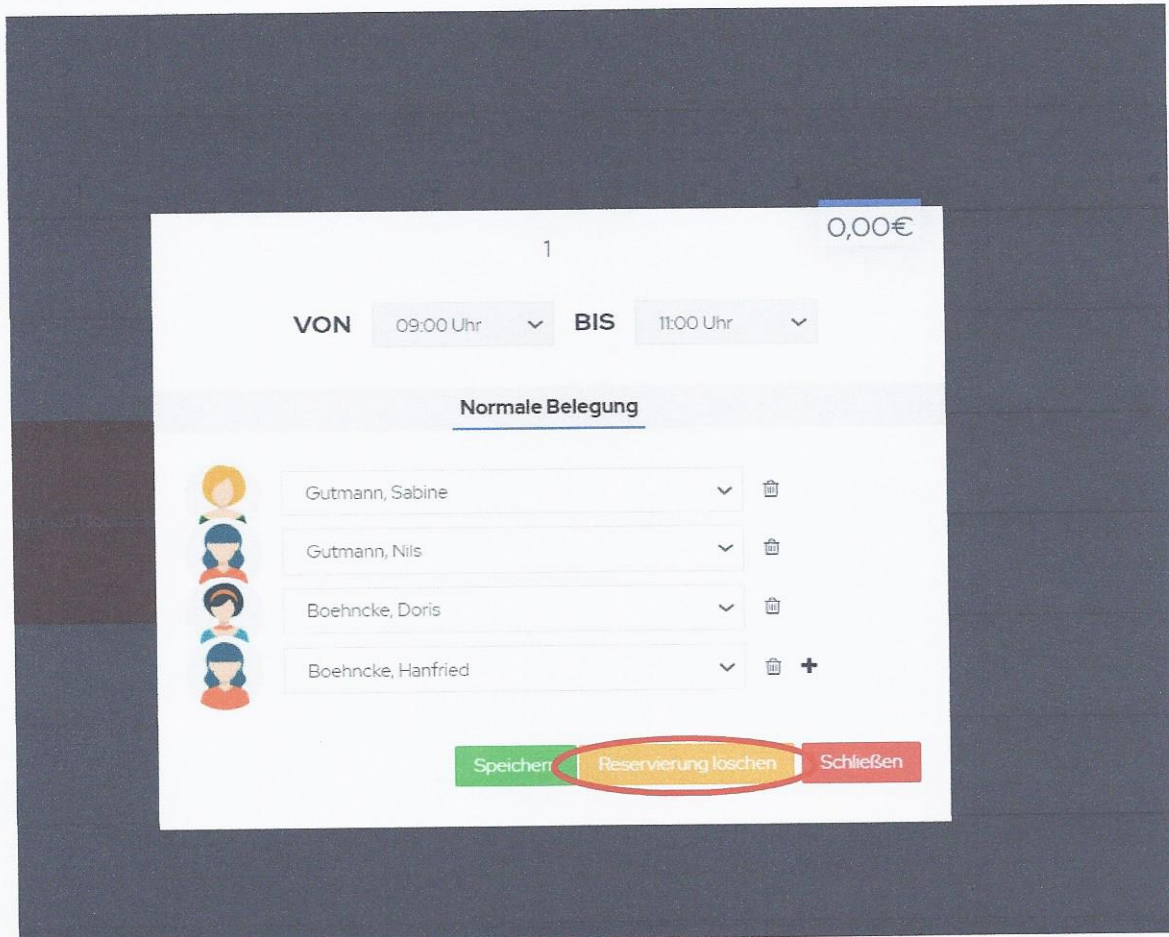 0,00€
1
VON 09:00 Uhr BIS 11:00 Uhr
Normale Belegung
Gutmann, Sabine
Gutmann, Nils
Boehncke, Doris
Boehncke, Hanfried
Speichern Reservierung löschen Schließen